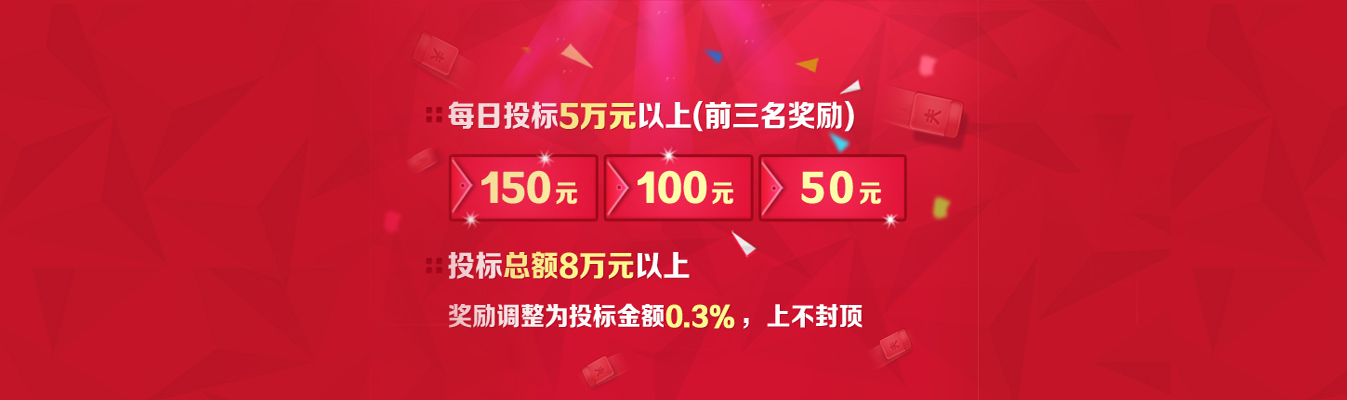 每日投标5万元以上(前三名奖励)
150元 100元 50元
投标总额8万元以上
奖励调整为投标金额0.3%，上不封顶